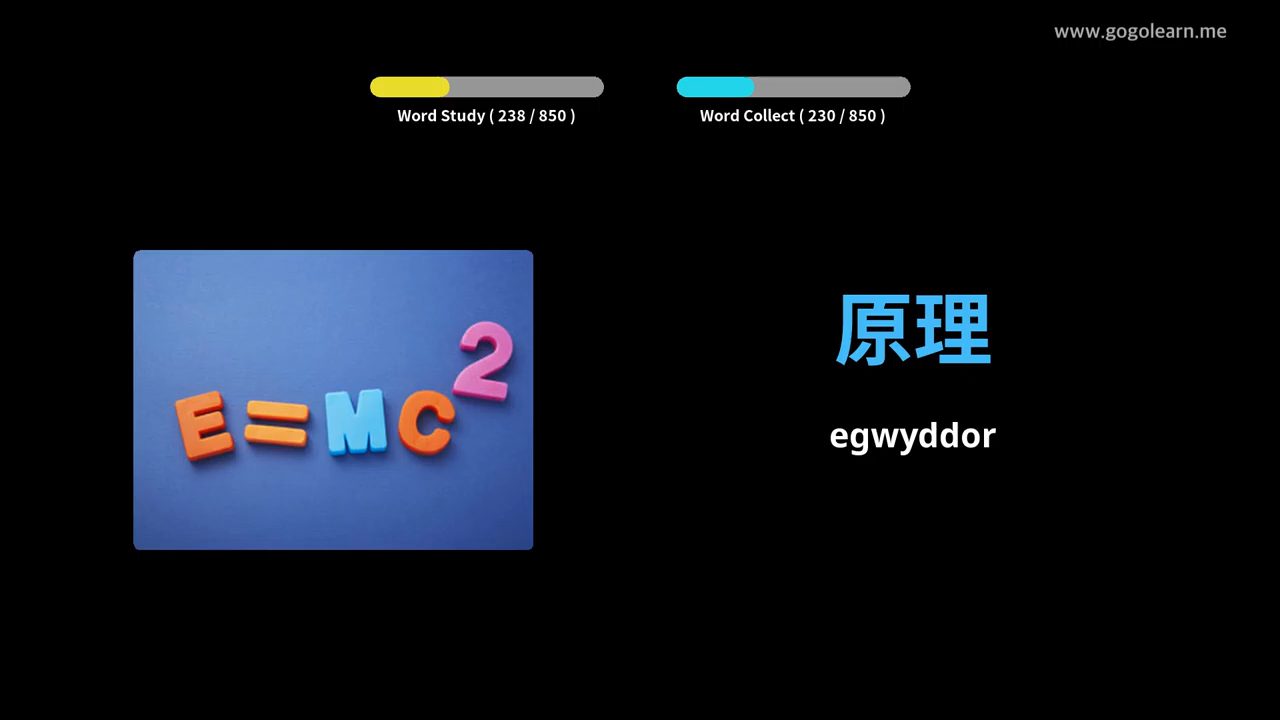 www.gogolearn.me
Word Study ( 238 / 850 )
Word Collect ( 230 / 850 )
E=MC²
原理
egwyddor